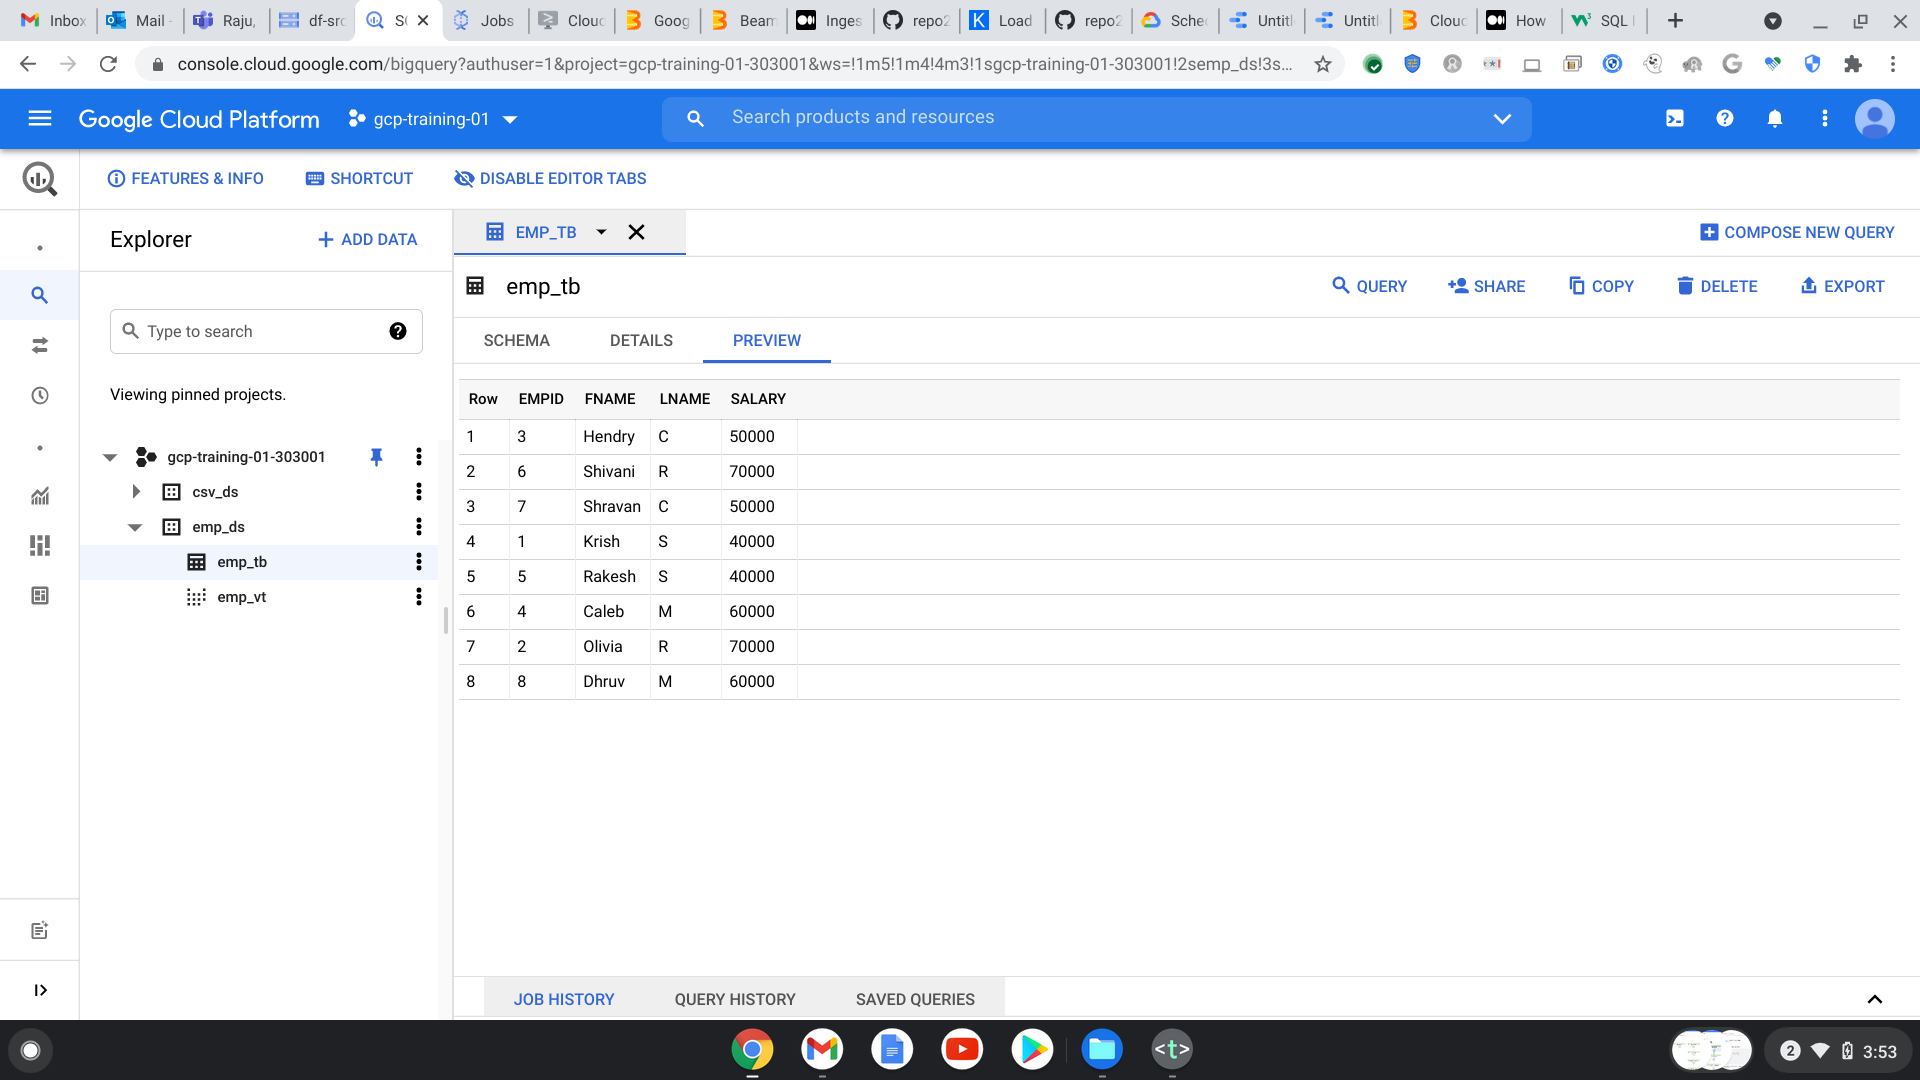 Inbox Mail - Raju, df-src SC Jobs Cloud Goog Beam Inges repo2 Load repo2 Sche Untitl Untitl Cloud How SQL
console.cloud.google.com/bigquery?authuser=1&project=gcp-training-01-303001&ws=!1m5!1m4!4m3!1sgcp-training-01-303001!2semp_ds!3s...
Google Cloud Platform gcp-training-01 Search products and resources
FEATURES & INFO SHORTCUT DISABLE EDITOR TABS
Explorer ADD DATA
EMP_TB COMPOSE NEW QUERY
emp_tb QUERY SHARE COPY DELETE EXPORT
Type to search
SCHEMA DETAILS PREVIEW
Viewing pinned projects.
gcp-training-01-303001
csv_ds
emp_ds
emp_tb
emp_vt
Row EMPID FNAME LNAME SALARY
1 3 Hendry C 50000
2 6 Shivani R 70000
3 7 Shravan C 50000
4 1 Krish S 40000
5 5 Rakesh S 40000
6 4 Caleb M 60000
7 2 Olivia R 70000
8 8 Dhruv M 60000
JOB HISTORY QUERY HISTORY SAVED QUERIES
<t> 2 3:53